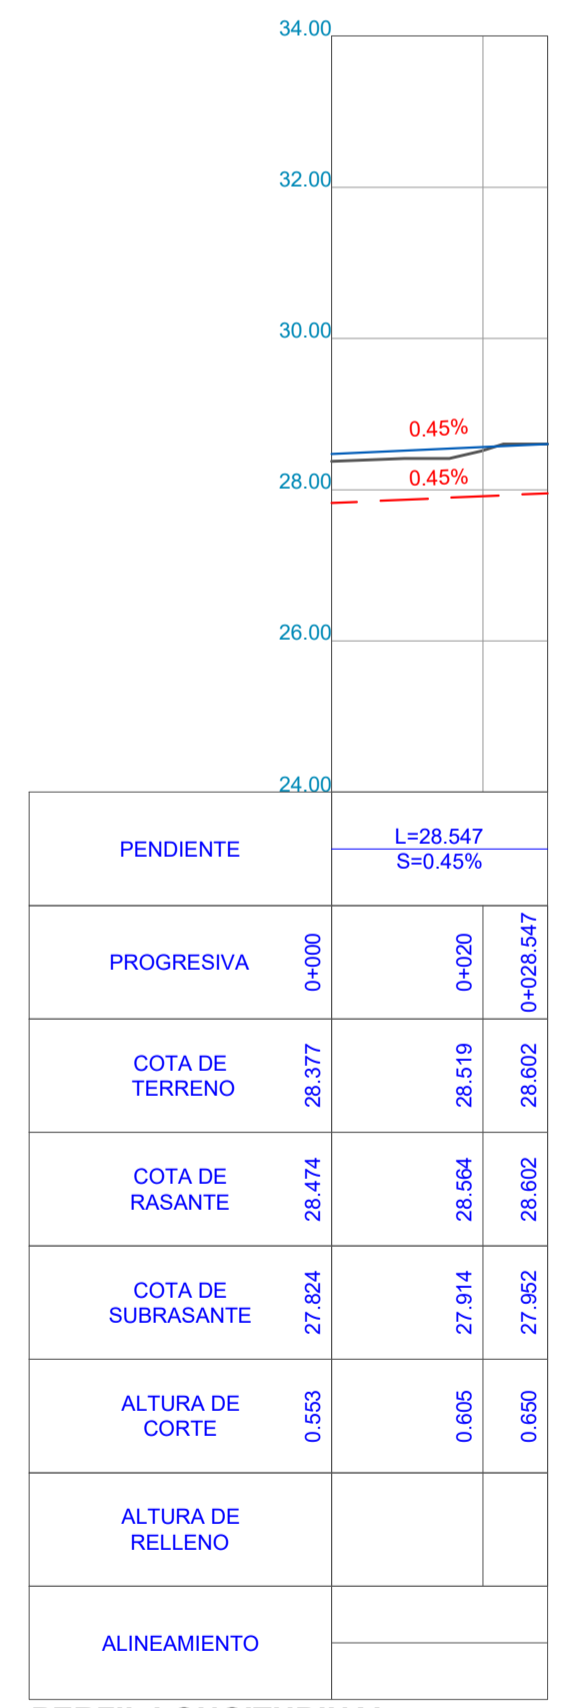 34.00
32.00
30.00
0.45%
28.00
0.45%
26.00
24.00
PENDIENTE
L=28.547
S=0.45%
PROGRESIVA
0+000
0+020
0+028.547
COTA DE
TERRENO
28.377
28.519
28.602
COTA DE
RASANTE
28.474
28.564
28.602
COTA DE
SUBRASANTE
27.824
27.914
27.952
ALTURA DE
CORTE
0.553
0.605
0.650
ALTURA DE
RELLENO
ALINEAMIENTO